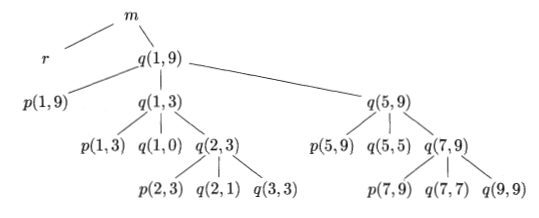 m
r q(1,9)
p(1,9) q(1,3) q(5,9)
p(1,3) q(1,0) q(2,3) p(5,9) q(5,5) q(7,9)
p(2,3) q(2,1) q(3,3) p(7,9) q(7,7) q(9,9)